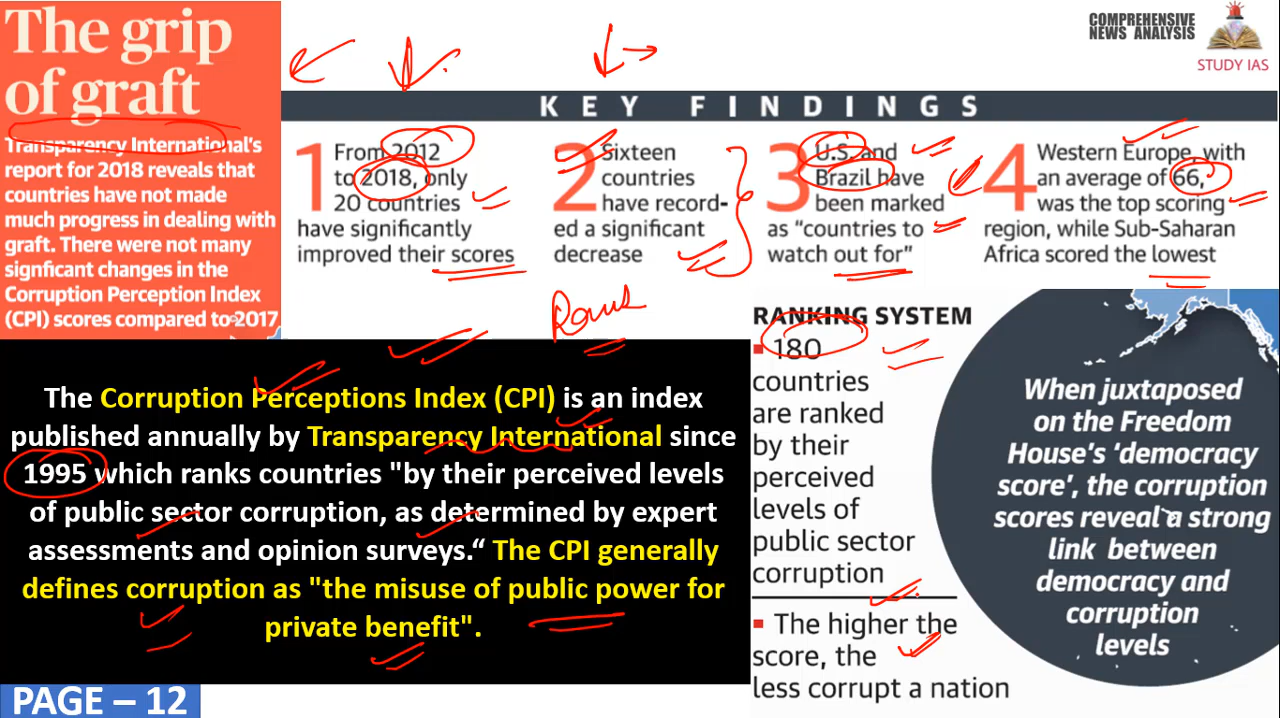 The grip
of graft
Transparency International's
report for 2018 reveals that
countries have not made
much progress in dealing with
graft. There were not many
signficant changes in the
Corruption Perception Index
(CPI) scores compared to 2017
COMPREHENSIVE
NEWS ANALYSIS
STUDY IAS
KEY FINDINGS
1 From 2012
to 2018, only
20 countries
have significantly
improved their scores
2 Sixteen
countries
have record-
ed a significant
decrease
3 U.S. and
Brazil have
been marked
as "countries to
watch out for"
4 Western Europe, with
an average of 66,
was the top scoring
region, while Sub-Saharan
Africa scored the lowest
The Corruption Perceptions Index (CPI) is an index
published annually by Transparency International since
1995 which ranks countries "by their perceived levels
of public sector corruption, as determined by expert
assessments and opinion surveys.“ The CPI generally
defines corruption as "the misuse of public power for
private benefit".
RANKING SYSTEM
▪ 180
countries
are ranked
by their
perceived
levels of
public sector
corruption
▪ The higher the
score, the
less corrupt a nation
When juxtaposed
on the Freedom
House's ‘democracy
score’, the corruption
scores reveal a strong
link between
democracy and
corruption
levels
PAGE – 12